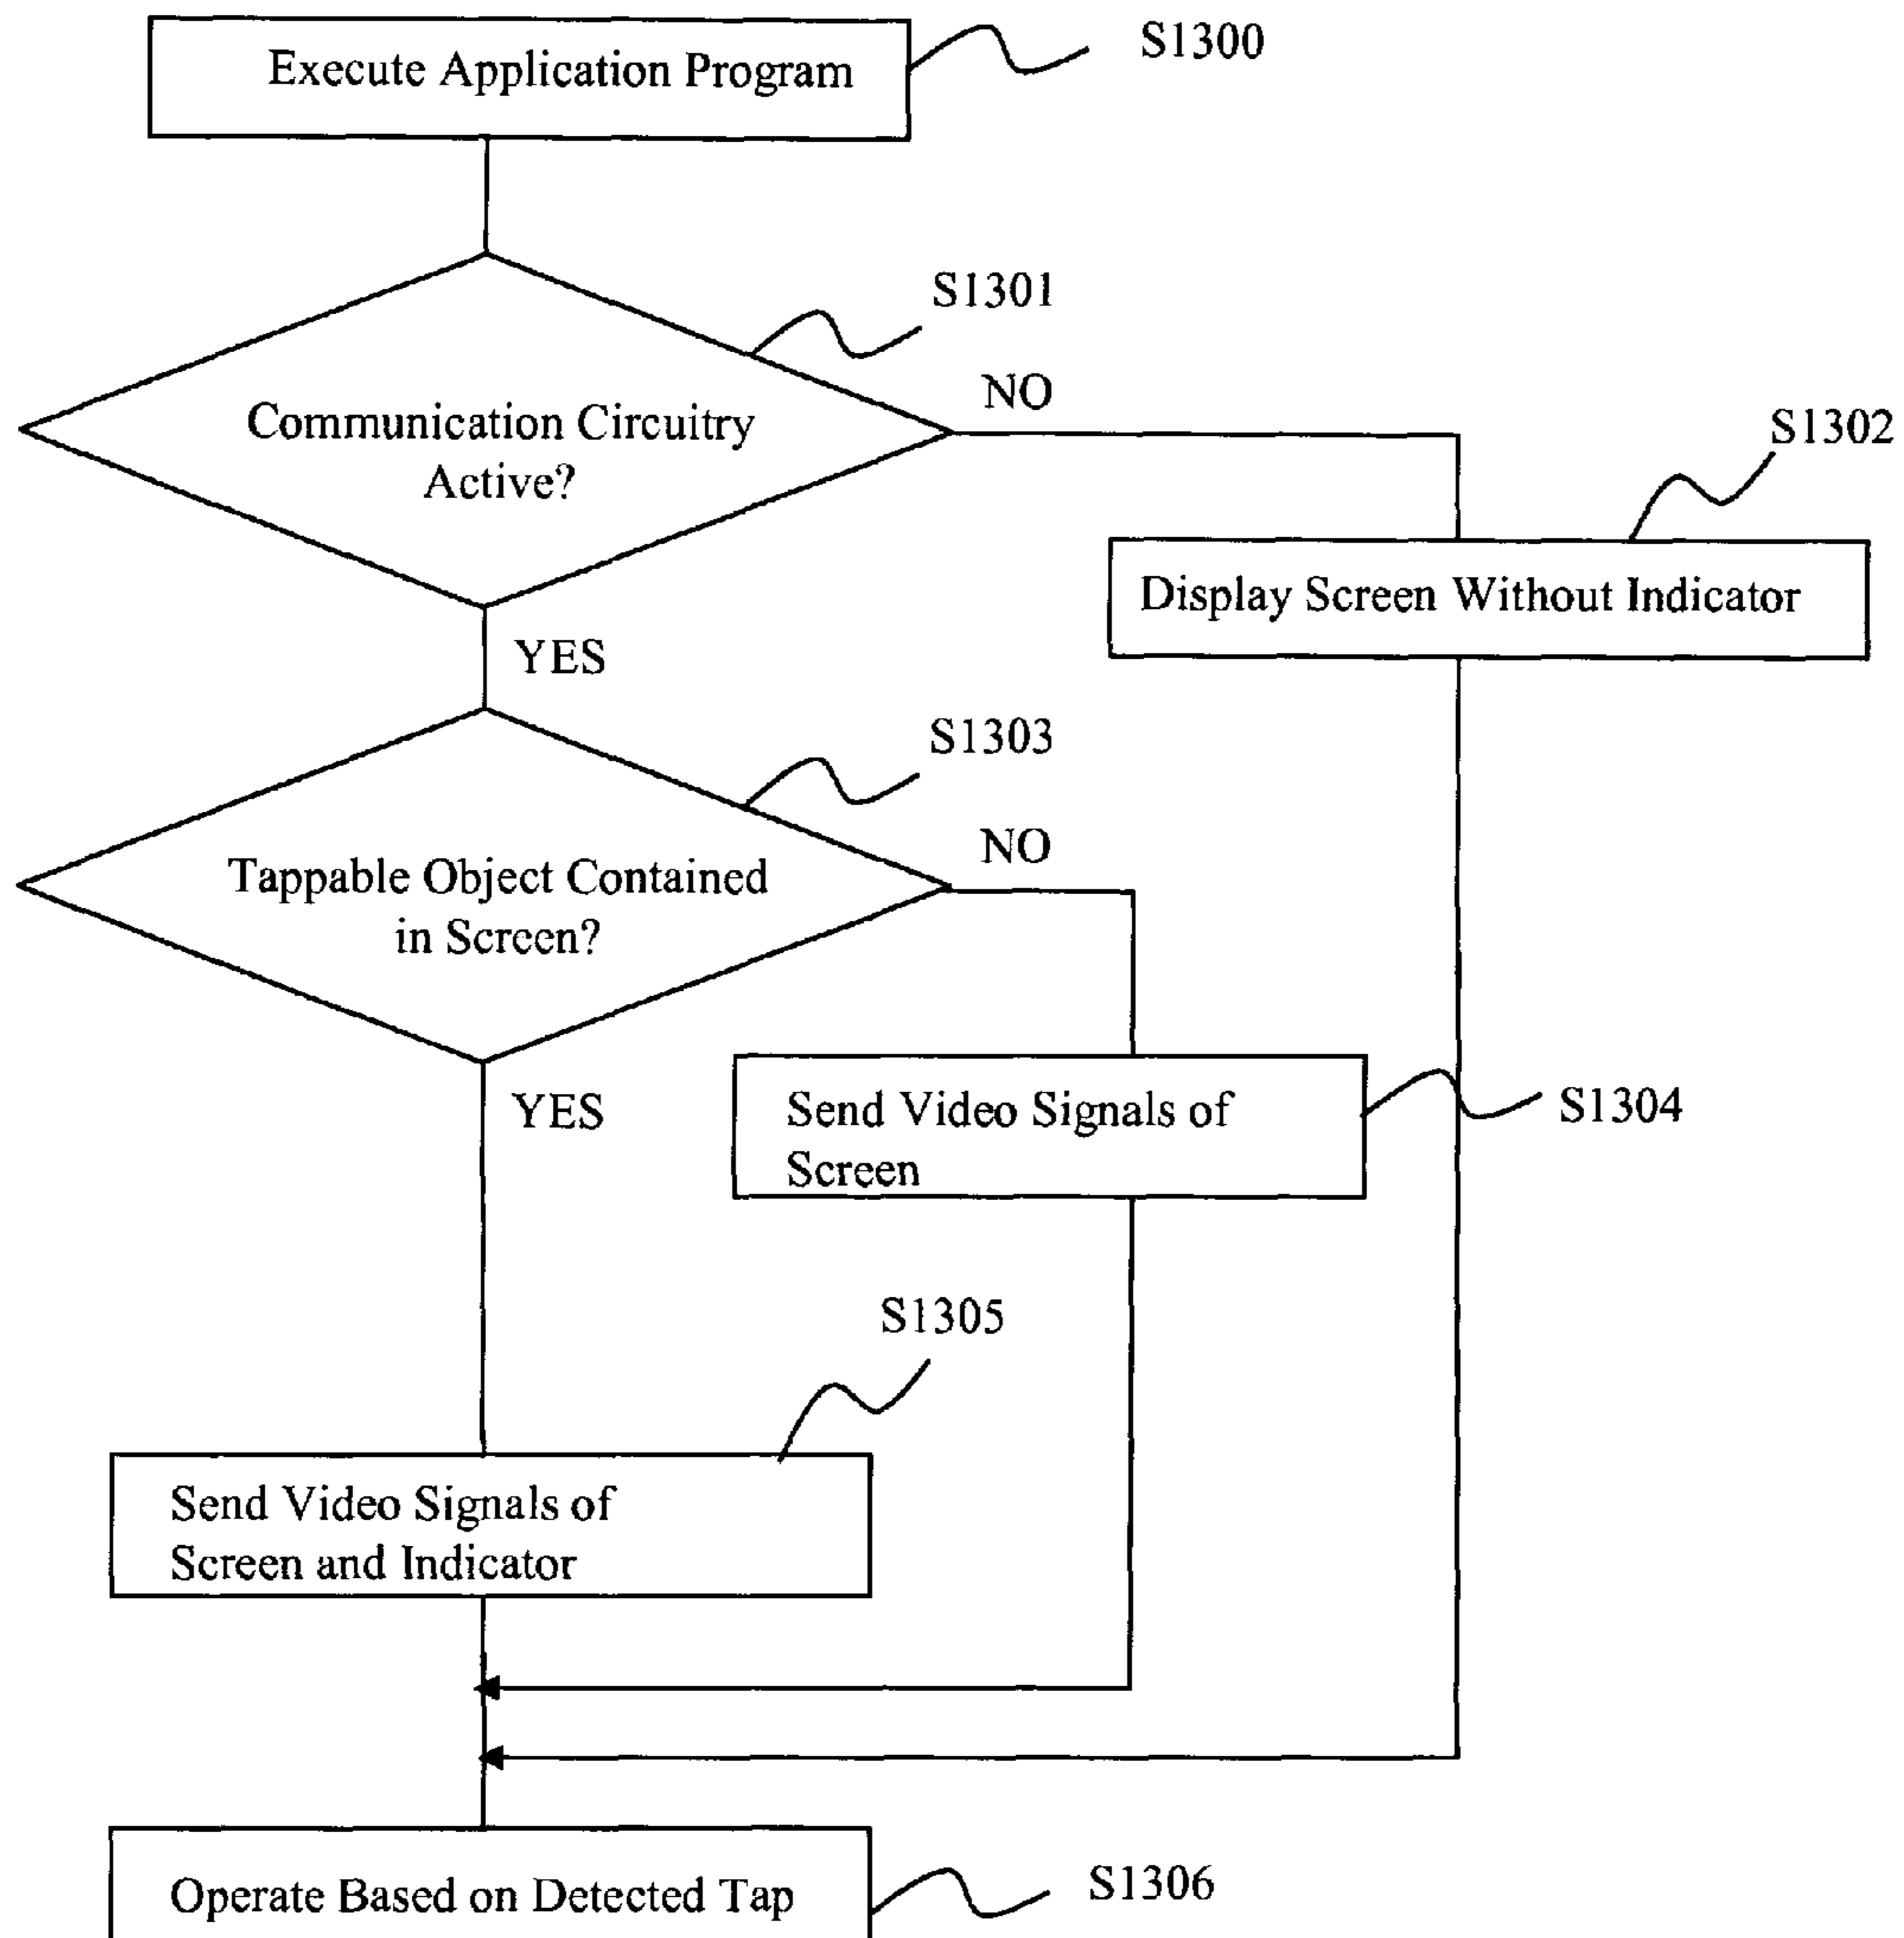 Execute Application Program
S1300
S1301
Communication Circuitry
Active?
NO
S1302
Display Screen Without Indicator
YES
S1303
Tappable Object Contained
in Screen?
NO
YES
Send Video Signals of
Screen
S1304
S1305
Send Video Signals of
Screen and Indicator
Operate Based on Detected Tap
S1306